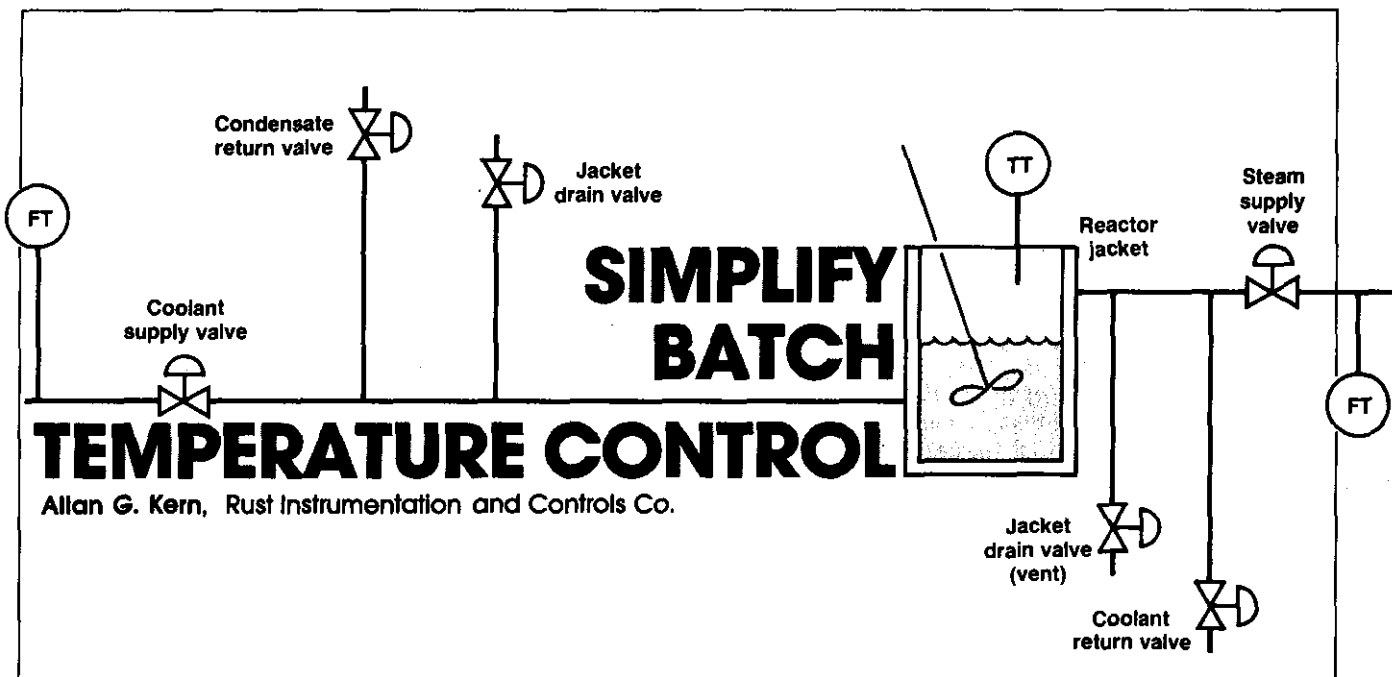 Condensate
return valve
Jacket
drain valve
FT
TT
Steam
supply
valve
Reactor
jacket
Coolant
supply valve
SIMPLIFY
BATCH
TEMPERATURE CONTROL
Allan G. Kern, Rust Instrumentation and Controls Co.
FT
Jacket
drain valve
(vent)
Coolant
return valve